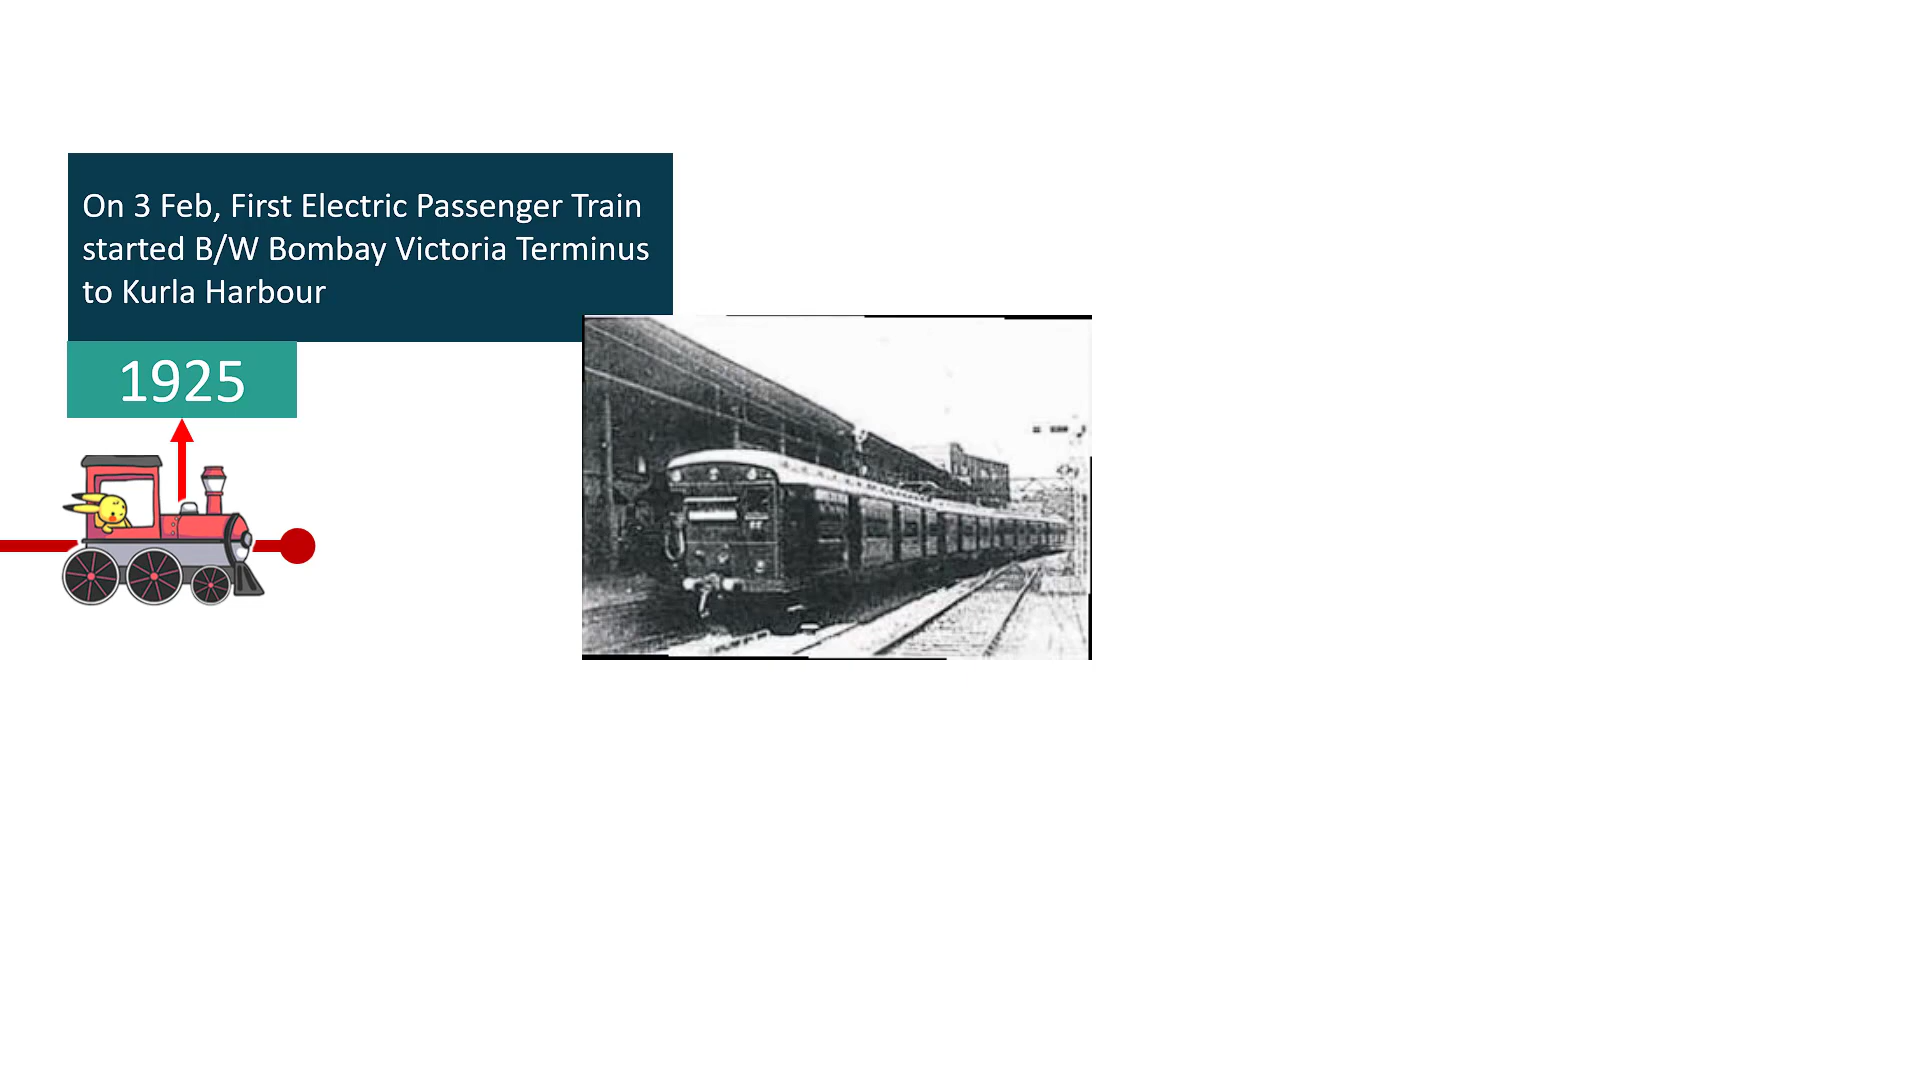 On 3 Feb, First Electric Passenger Train
started B/W Bombay Victoria Terminus
to Kurla Harbour
1925